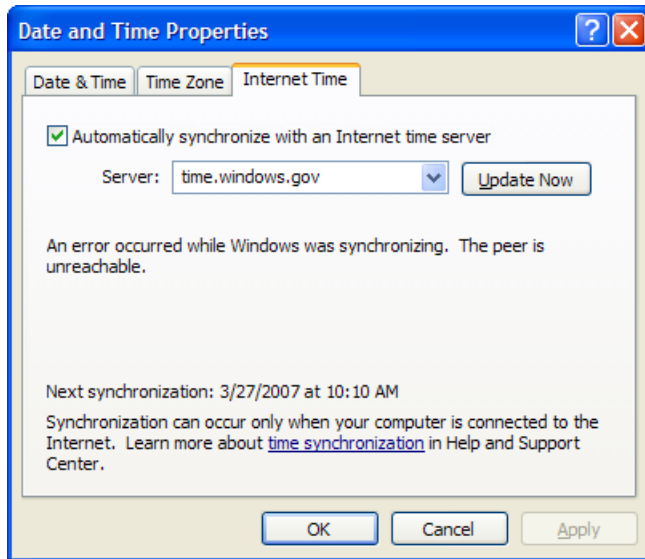 Date and Time Properties
Date & Time
Time Zone
Internet Time
Automatically synchronize with an Internet time server
Server:
time.windows.gov
Update Now
An error occurred while Windows was synchronizing. The peer is
unreachable.
Next synchronization: 3/27/2007 at 10:10 AM
Synchronization can occur only when your computer is connected to the
Internet. Learn more about time synchronization in Help and Support
Center.
OK
Cancel
Apply